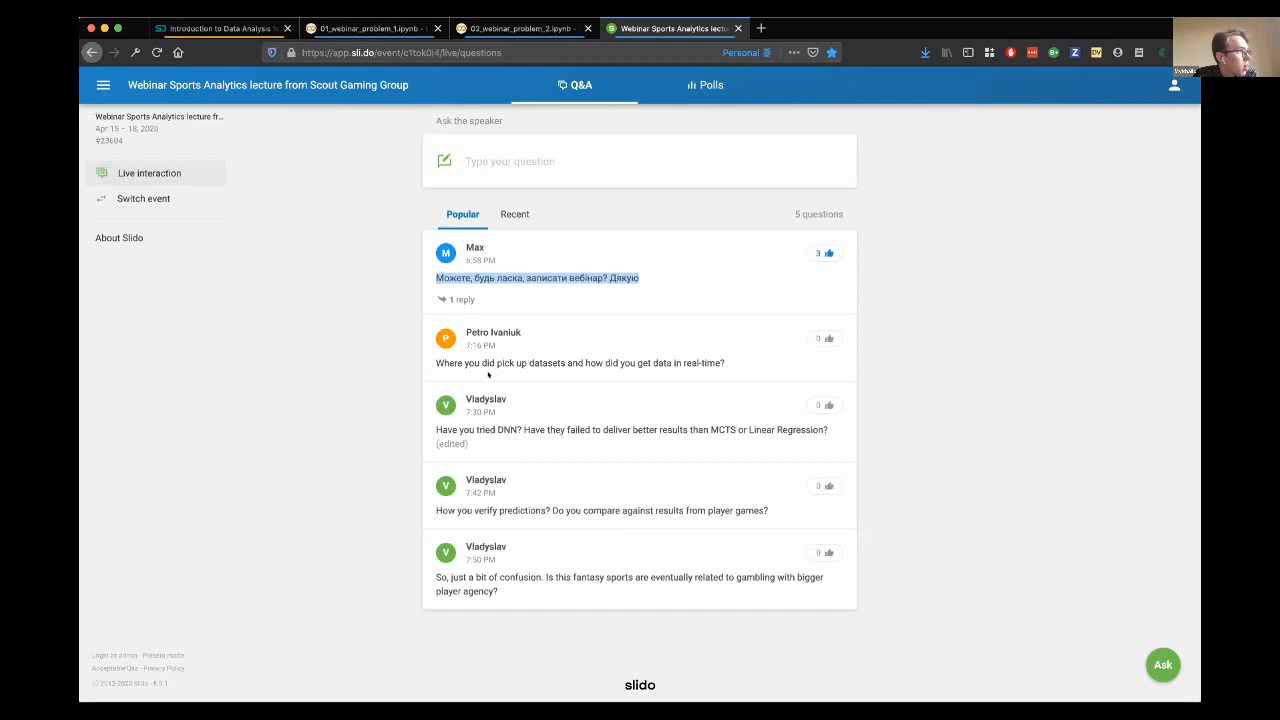 Introduction to Data Analysis fo
01_webinar_problem_1.ipynb -
02_webinar_problem_2.ipynb -
Webinar Sports Analytics lectu
https://app.sli.do/event/c1tok0i4/live/questions
Personal
Webinar Sports Analytics lecture from Scout Gaming Group
Q&A
Polls
Webinar Sports Analytics lecture fr...
Apr 15 – 18, 2020
#23604
Live interaction
Switch event
About Slido
Ask the speaker
Type your question
Popular
Recent
5 questions
M
Max
6:58 PM
3
Можете, будь ласка, записати вебінар? Дякую
1 reply
P
Petro Ivaniuk
7:16 PM
0
Where you did pick up datasets and how did you get data in real-time?
V
Vladyslav
7:30 PM
0
Have you tried DNN? Have they failed to deliver better results than MCTS or Linear Regression?
(edited)
V
Vladyslav
7:42 PM
0
How you verify predictions? Do you compare against results from player games?
V
Vladyslav
7:50 PM
0
So, just a bit of confusion. Is this fantasy sports are eventually related to gambling with bigger
player agency?
Login as admin - Present mode
Acceptable Use - Privacy Policy
© 2012-2020 slido - 6.5.1
slido
Ask